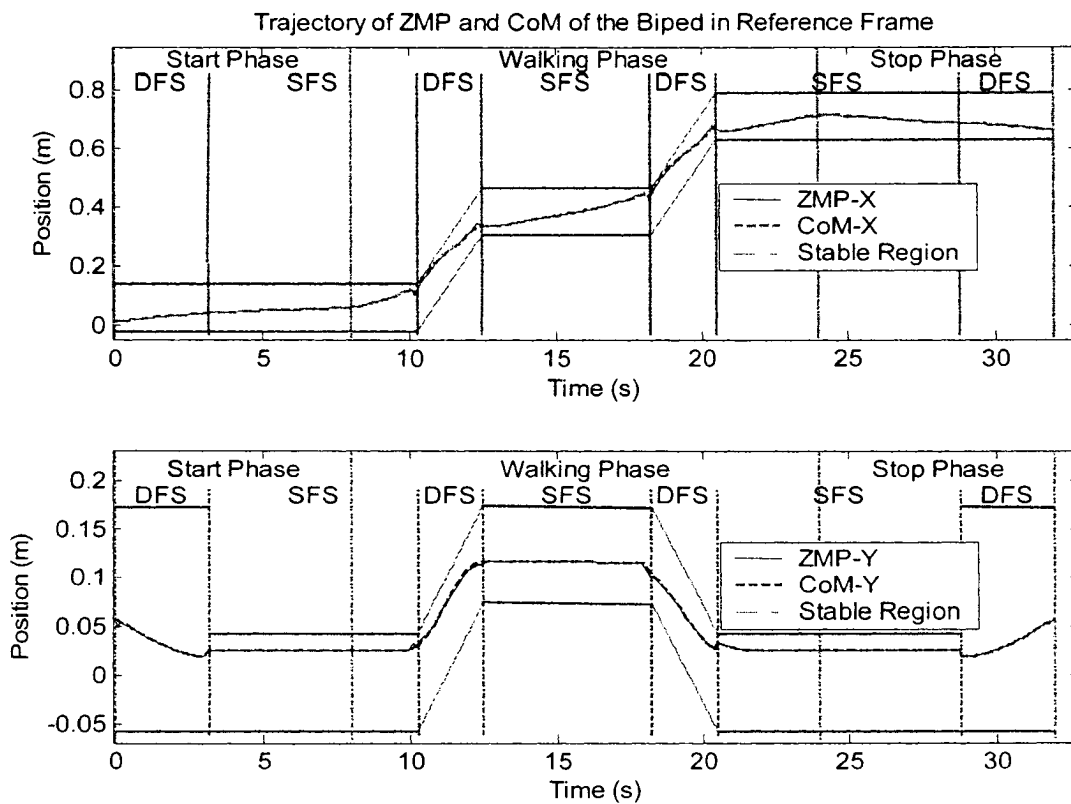 Trajectory of ZMP and CoM of the Biped in Reference Frame
Start Phase Walking Phase Stop Phase
DFS SFS DFS SFS DFS SFS DFS
0.8
0.6
0.4
0.2
0
Position (m)
ZMP-X
CoM-X
Stable Region
0 5 10 15 20 25 30
Time (s)
Start Phase Walking Phase Stop Phase
DFS SFS DFS SFS DFS SFS DFS
0.2
0.15
0.1
0.05
0
-0.05
Position (m)
ZMP-Y
CoM-Y
Stable Region
0 5 10 15 20 25 30
Time (s)